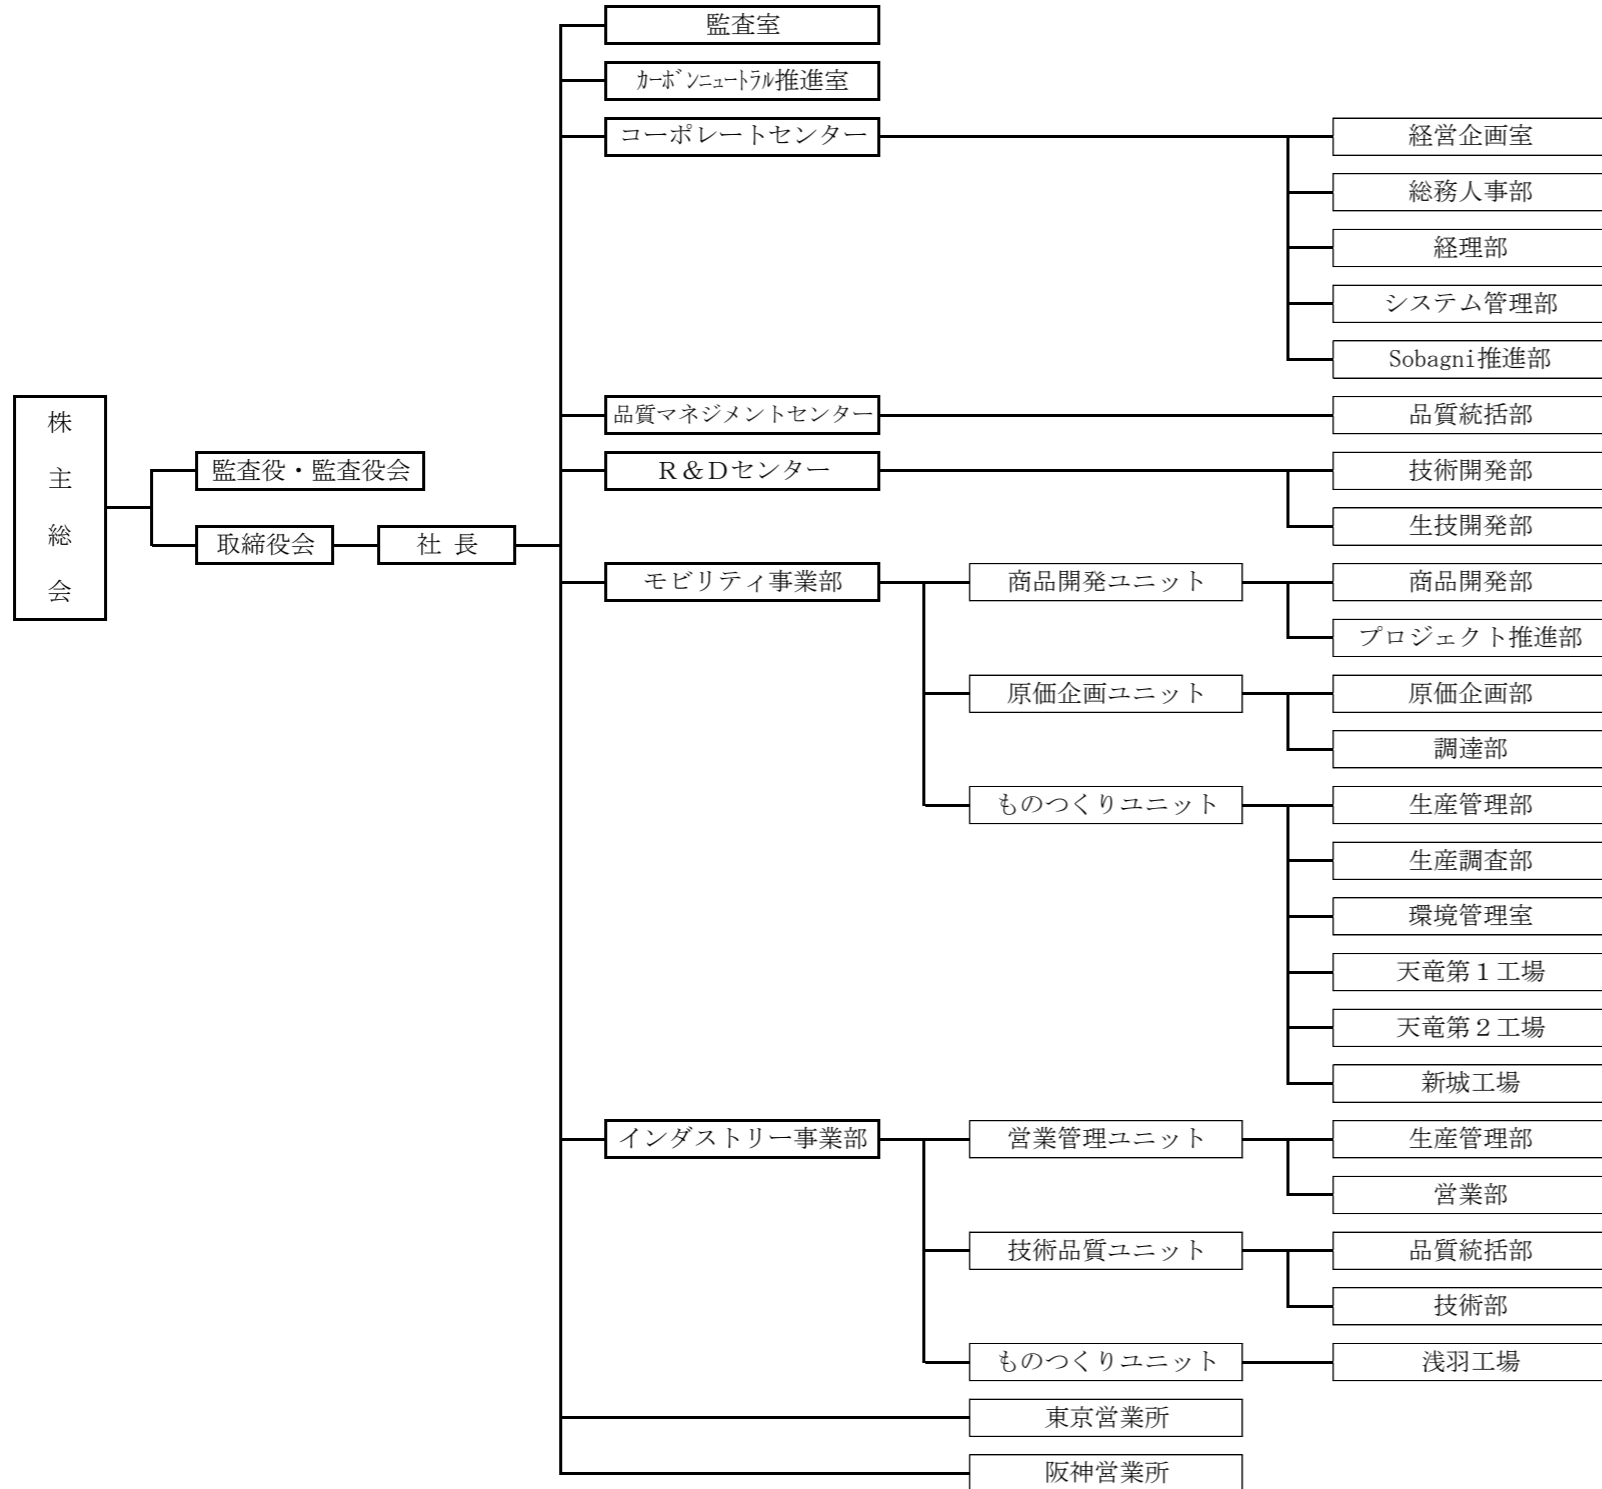 監査室
カーボンニュートラル推進室
コーポレートセンター
経営企画室
総務人事部
経理部
システム管理部
Sobagni推進部
品質マネジメントセンター
品質統括部
株主総会
監査役・監査役会
R&Dセンター
技術開発部
生技開発部
取締役会
社 長
モビリティ事業部
商品開発ユニット
商品開発部
プロジェクト推進部
原価企画ユニット
原価企画部
調達部
ものつくりユニット
生産管理部
生産調査部
環境管理室
天竜第１工場
天竜第２工場
新城工場
インダストリー事業部
営業管理ユニット
生産管理部
営業部
技術品質ユニット
品質統括部
技術部
ものつくりユニット
浅羽工場
東京営業所
阪神営業所